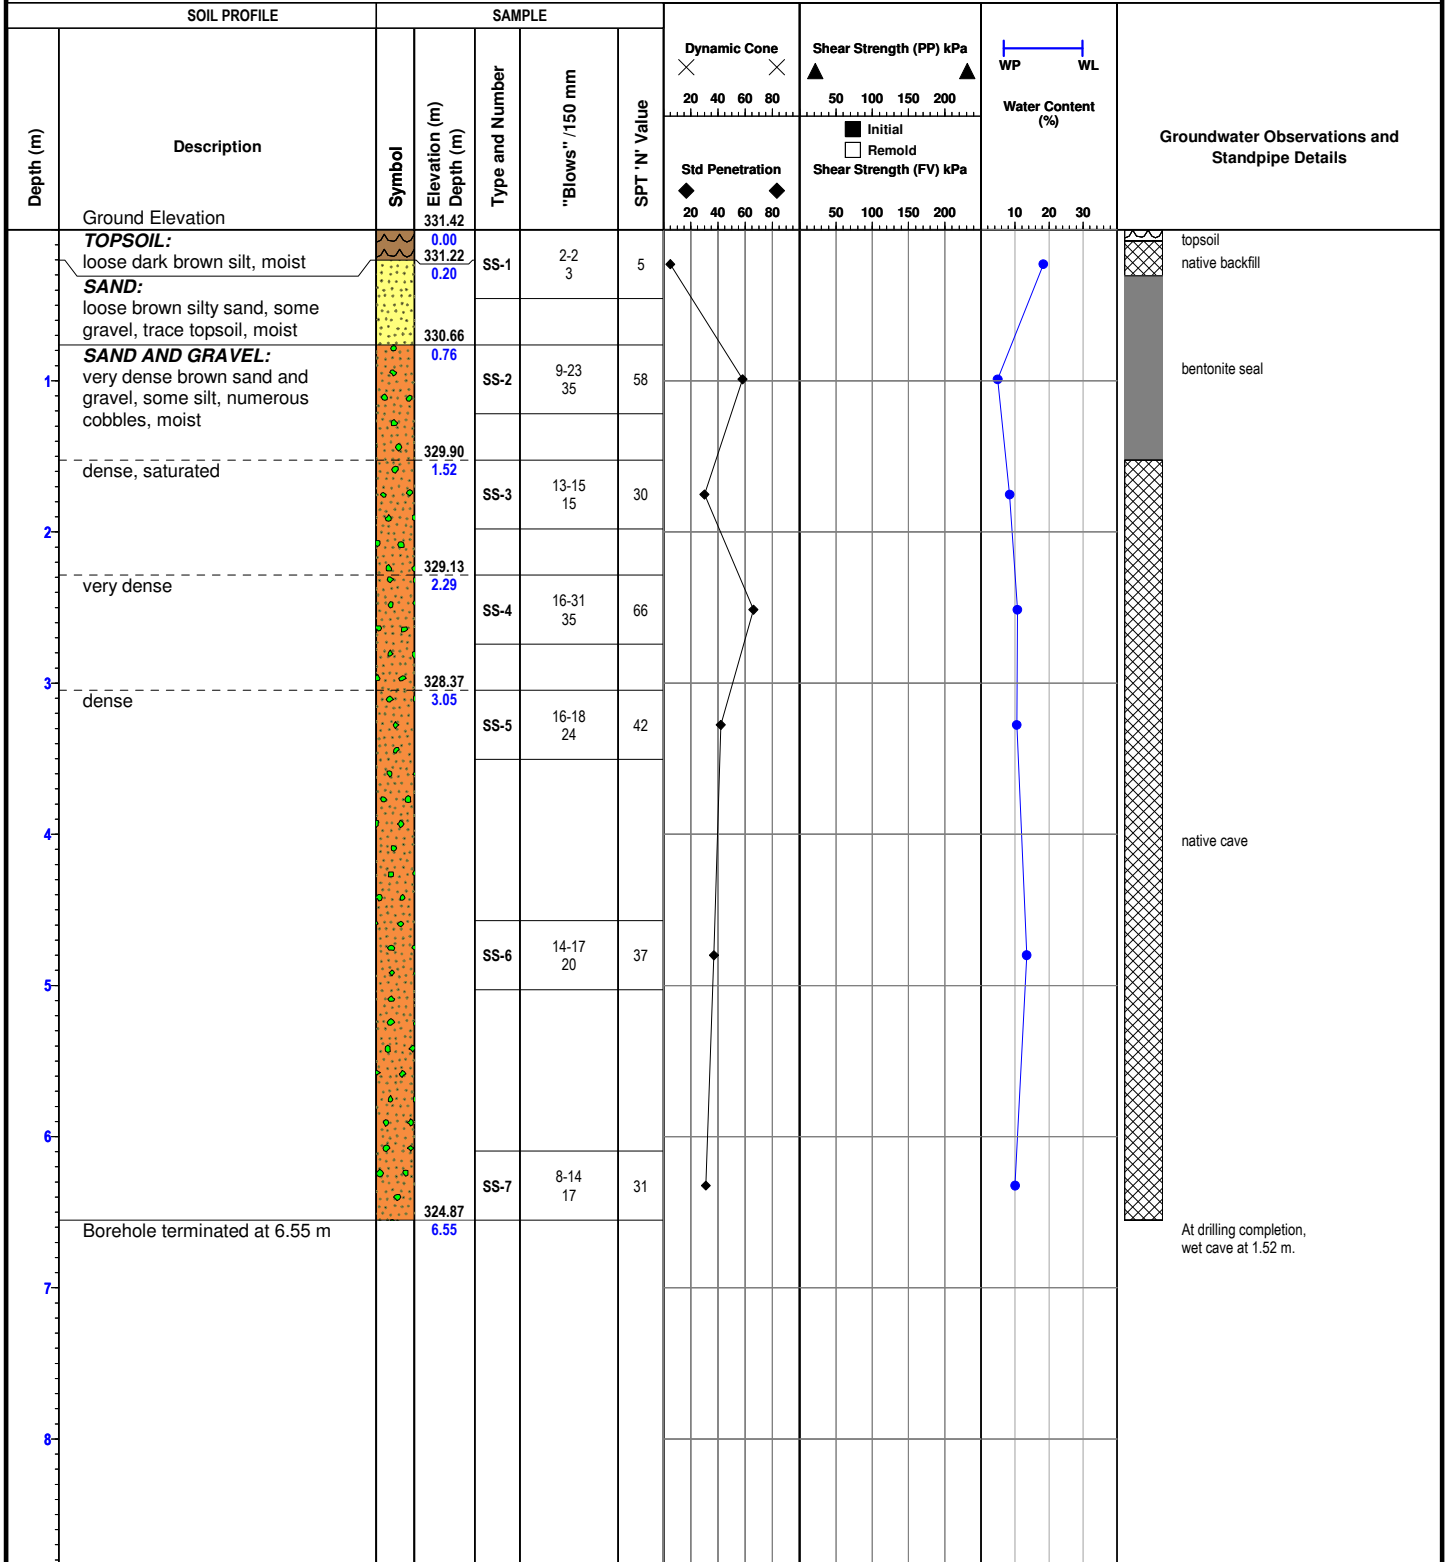 SOIL PROFILE
SAMPLE
Depth (m)
Description
Symbol
Elevation (m)
Depth (m)
Type and Number
"Blows" /150 mm
SPT 'N' Value
Dynamic Cone
20 40 60 80
Std Penetration
20 40 60 80
Shear Strength (PP) kPa
50 100 150 200
Initial
Remold
Shear Strength (FV) kPa
50 100 150 200
WP WL
Water Content
(%)
10 20 30
Groundwater Observations and
Standpipe Details
Ground Elevation
331.42
TOPSOIL:
0.00
loose dark brown silt, moist
331.22
0.20
SS-1
2-2
3
5
topsoil
native backfill
SAND:
loose brown silty sand, some
gravel, trace topsoil, moist
330.66
SAND AND GRAVEL:
0.76
very dense brown sand and
gravel, some silt, numerous
cobbles, moist
1
SS-2
9-23
35
58
bentonite seal
329.90
dense, saturated
1.52
SS-3
13-15
15
30
2
329.13
very dense
2.29
SS-4
16-31
35
66
3
328.37
dense
3.05
SS-5
16-18
24
42
4
native cave
SS-6
14-17
20
37
5
6
SS-7
8-14
17
31
324.87
Borehole terminated at 6.55 m
6.55
At drilling completion,
wet cave at 1.52 m.
7
8